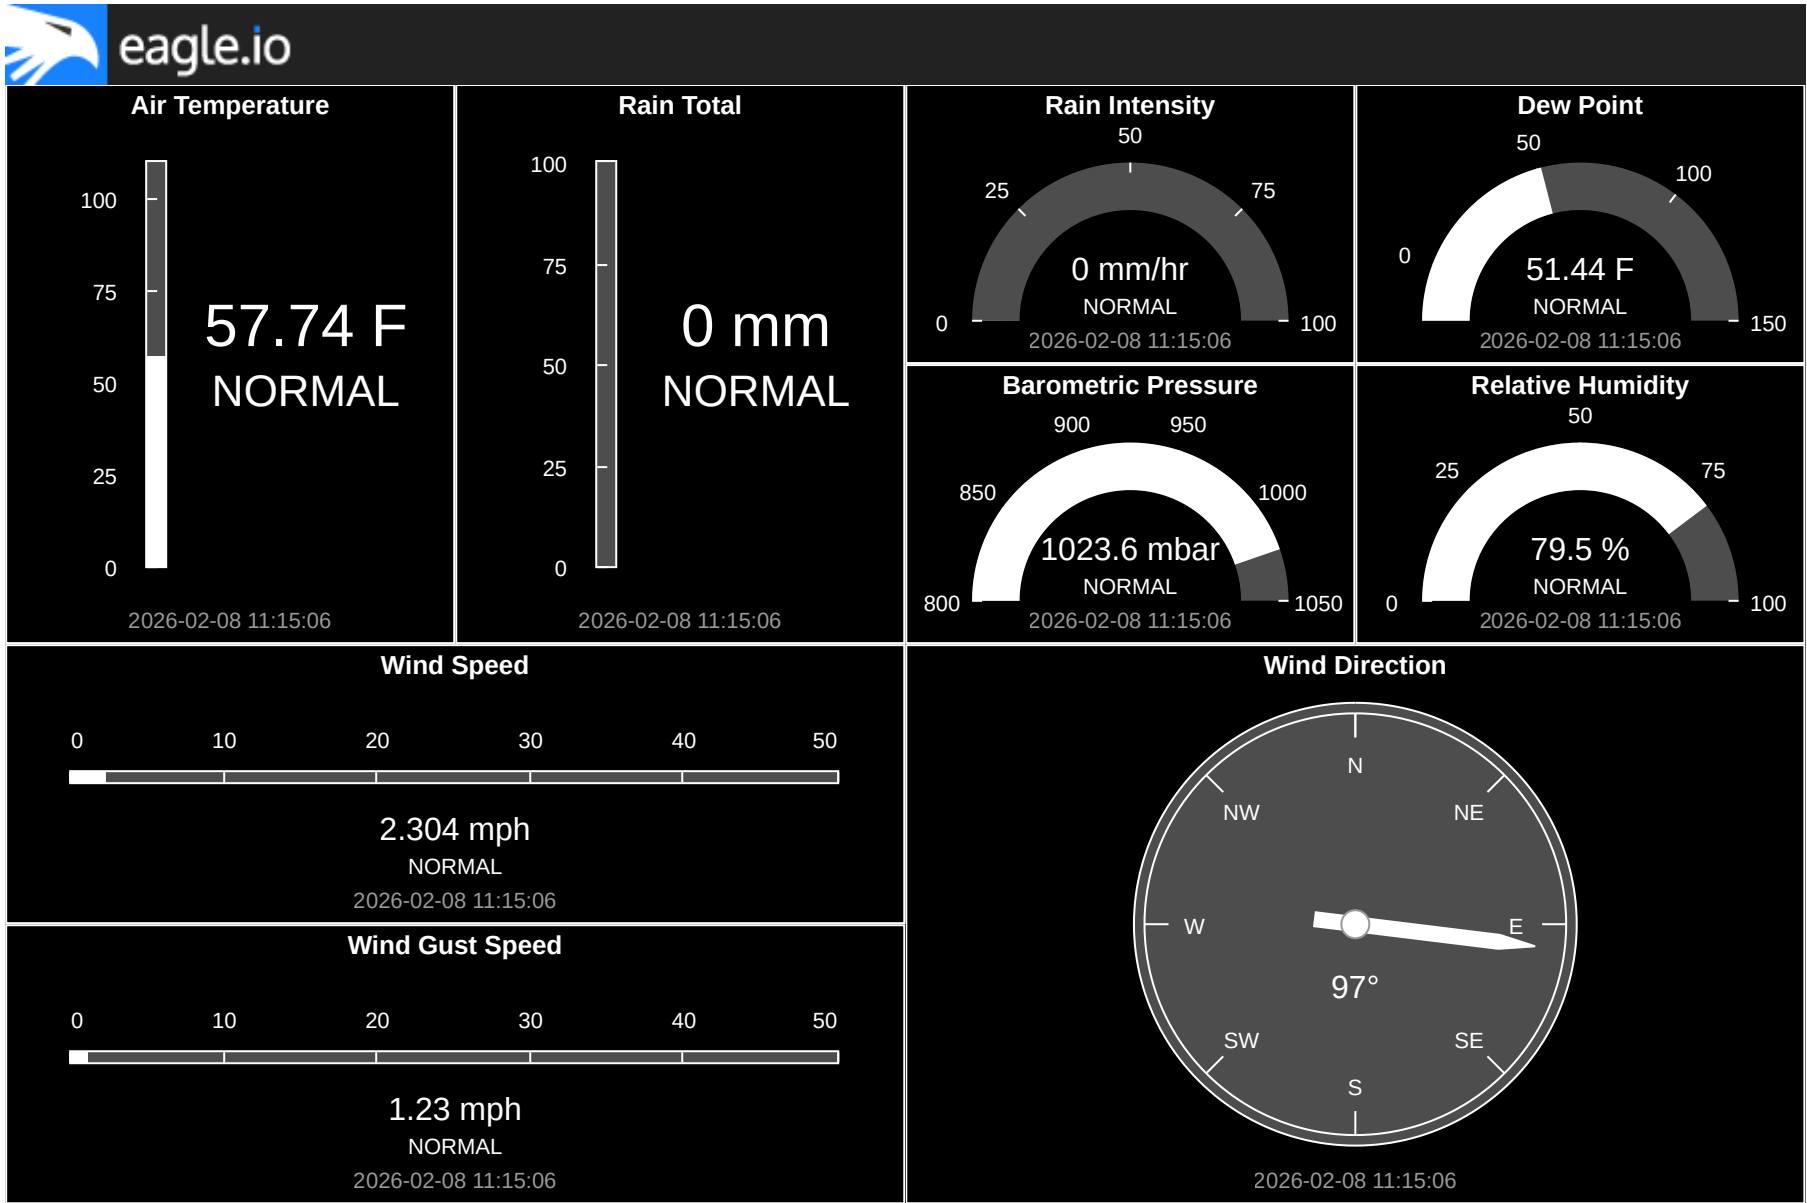 eagle.io
Air Temperature
100
75
50
25
0
57.74 F
NORMAL
2026-02-08 11:15:06
Rain Total
100
75
50
25
0
0 mm
NORMAL
2026-02-08 11:15:06
Rain Intensity
50
25
75
0
100
0 mm/hr
NORMAL
2026-02-08 11:15:06
Dew Point
50
100
0
150
51.44 F
NORMAL
2026-02-08 11:15:06
Barometric Pressure
900
950
850
1000
800
1050
1023.6 mbar
NORMAL
2026-02-08 11:15:06
Relative Humidity
50
25
75
0
100
79.5 %
NORMAL
2026-02-08 11:15:06
Wind Speed
0 10 20 30 40 50
2.304 mph
NORMAL
2026-02-08 11:15:06
Wind Gust Speed
0 10 20 30 40 50
1.23 mph
NORMAL
2026-02-08 11:15:06
Wind Direction
N
NW NE
W E
97°
SW SE
S
2026-02-08 11:15:06